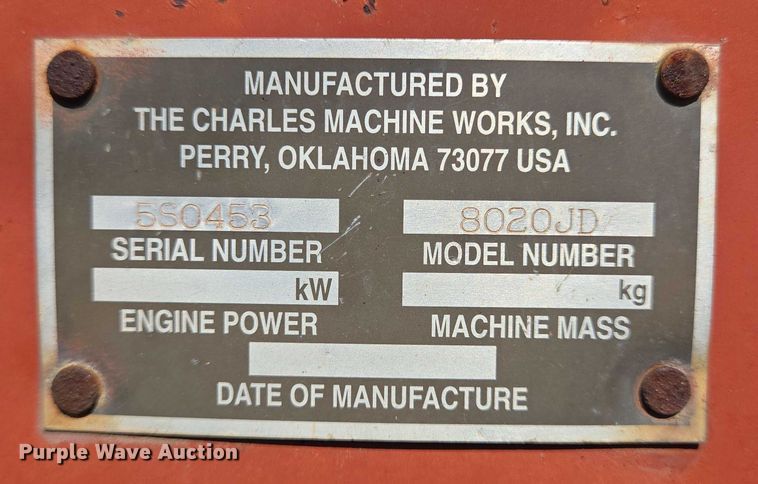 MANUFACTURED BY
THE CHARLES MACHINE WORKS, INC.
PERRY, OKLAHOMA 73077 USA
5S0453 8020JD
SERIAL NUMBER MODEL NUMBER
kW kg
ENGINE POWER MACHINE MASS
DATE OF MANUFACTURE
Purple Wave Auction